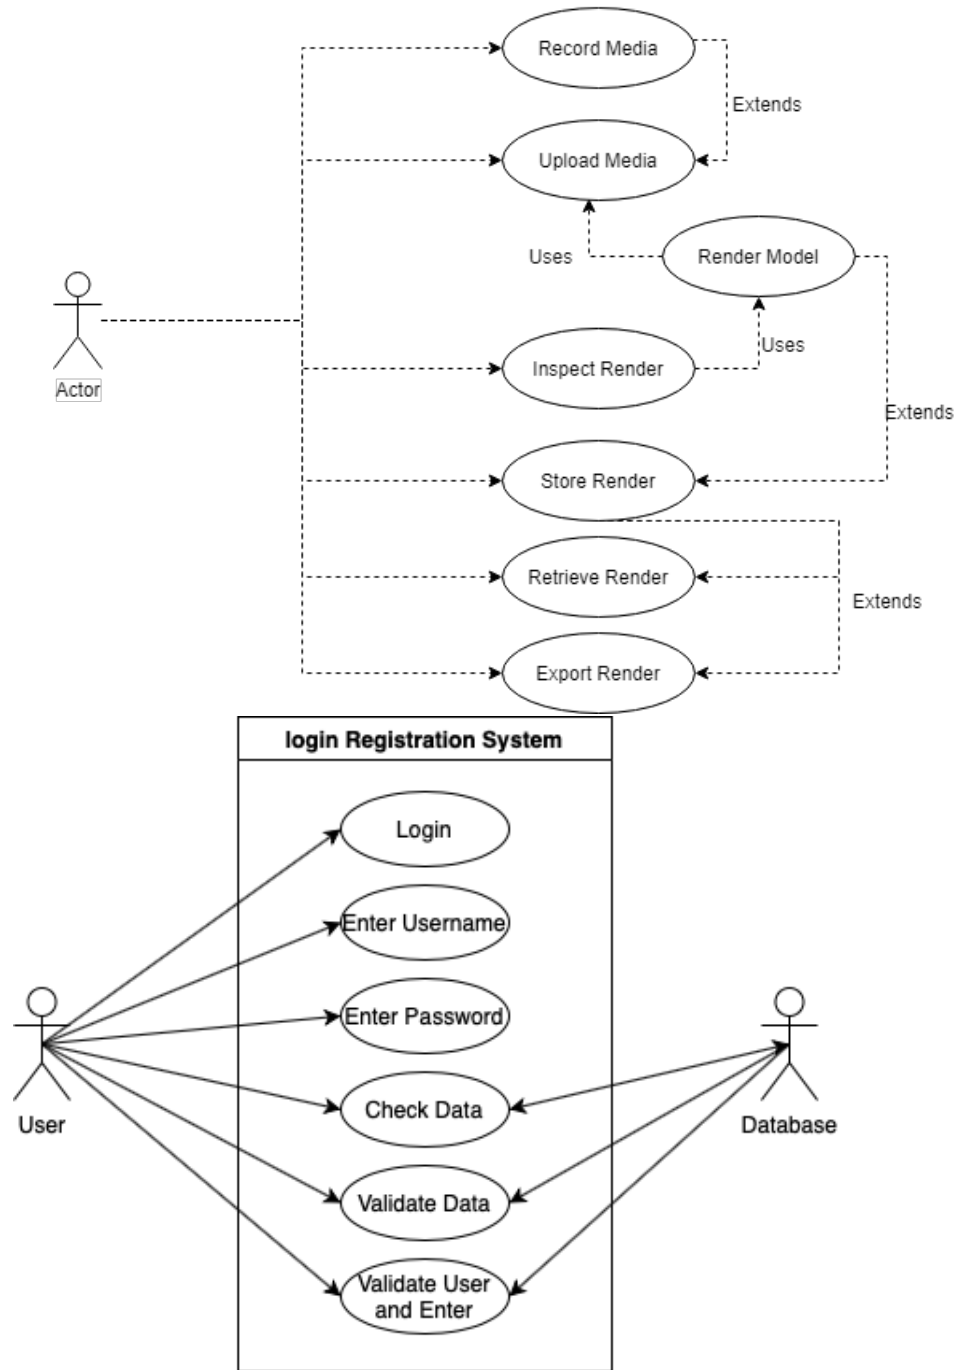 Record Media
Extends
Upload Media
Uses
Render Model
Uses
Inspect Render
Actor
Extends
Store Render
Retrieve Render
Extends
Export Render
login Registration System
Login
Enter Username
Enter Password
Check Data
User
Database
Validate Data
Validate User
and Enter